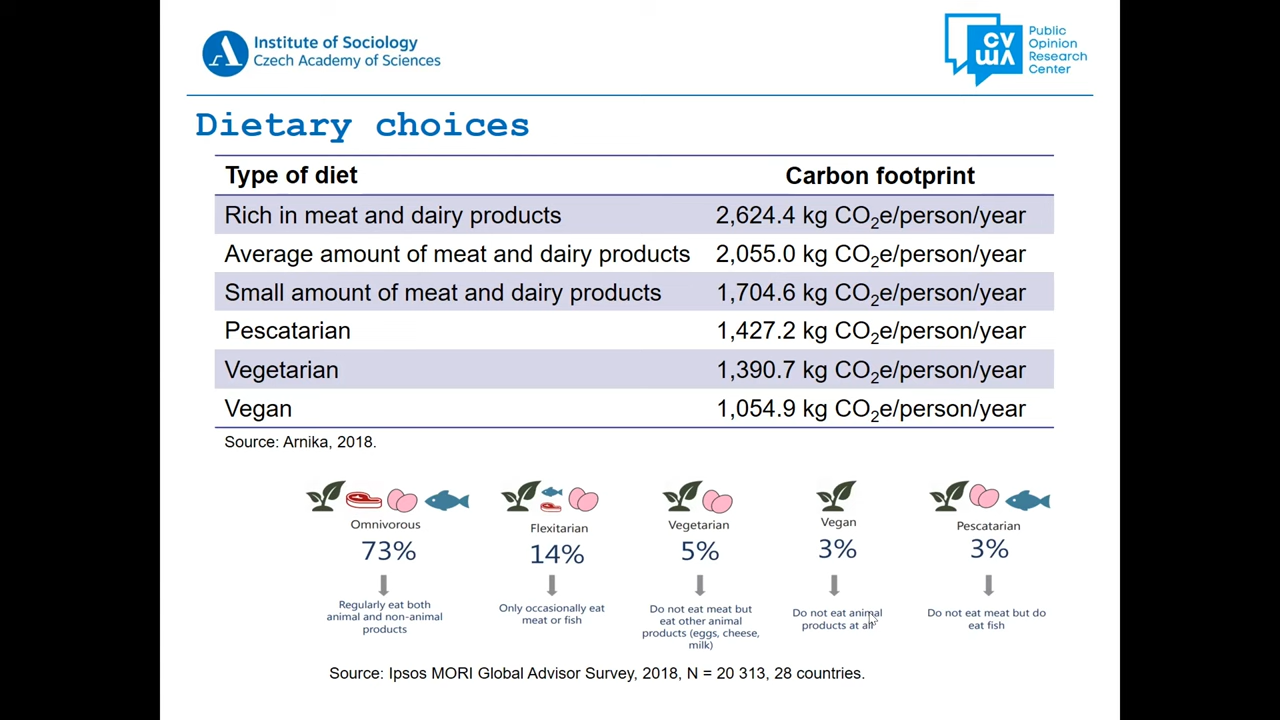 Institute of Sociology
Czech Academy of Sciences
CV
VM
Public
Opinion
Research
Center
Dietary choices
Type of diet Carbon footprint
Rich in meat and dairy products 2,624.4 kg CO₂e/person/year
Average amount of meat and dairy products 2,055.0 kg CO₂e/person/year
Small amount of meat and dairy products 1,704.6 kg CO₂e/person/year
Pescatarian 1,427.2 kg CO₂e/person/year
Vegetarian 1,390.7 kg CO₂e/person/year
Vegan 1,054.9 kg CO₂e/person/year
Source: Arnika, 2018.
Omnivorous
73%
Regularly eat both
animal and non-animal
products
Flexitarian
14%
Only occasionally eat
meat or fish
Vegetarian
5%
Do not eat meat but
eat other animal
products (eggs, cheese,
milk)
Vegan
3%
Do not eat animal
products at all
Pescatarian
3%
Do not eat meat but do
eat fish
Source: Ipsos MORI Global Advisor Survey, 2018, N = 20 313, 28 countries.